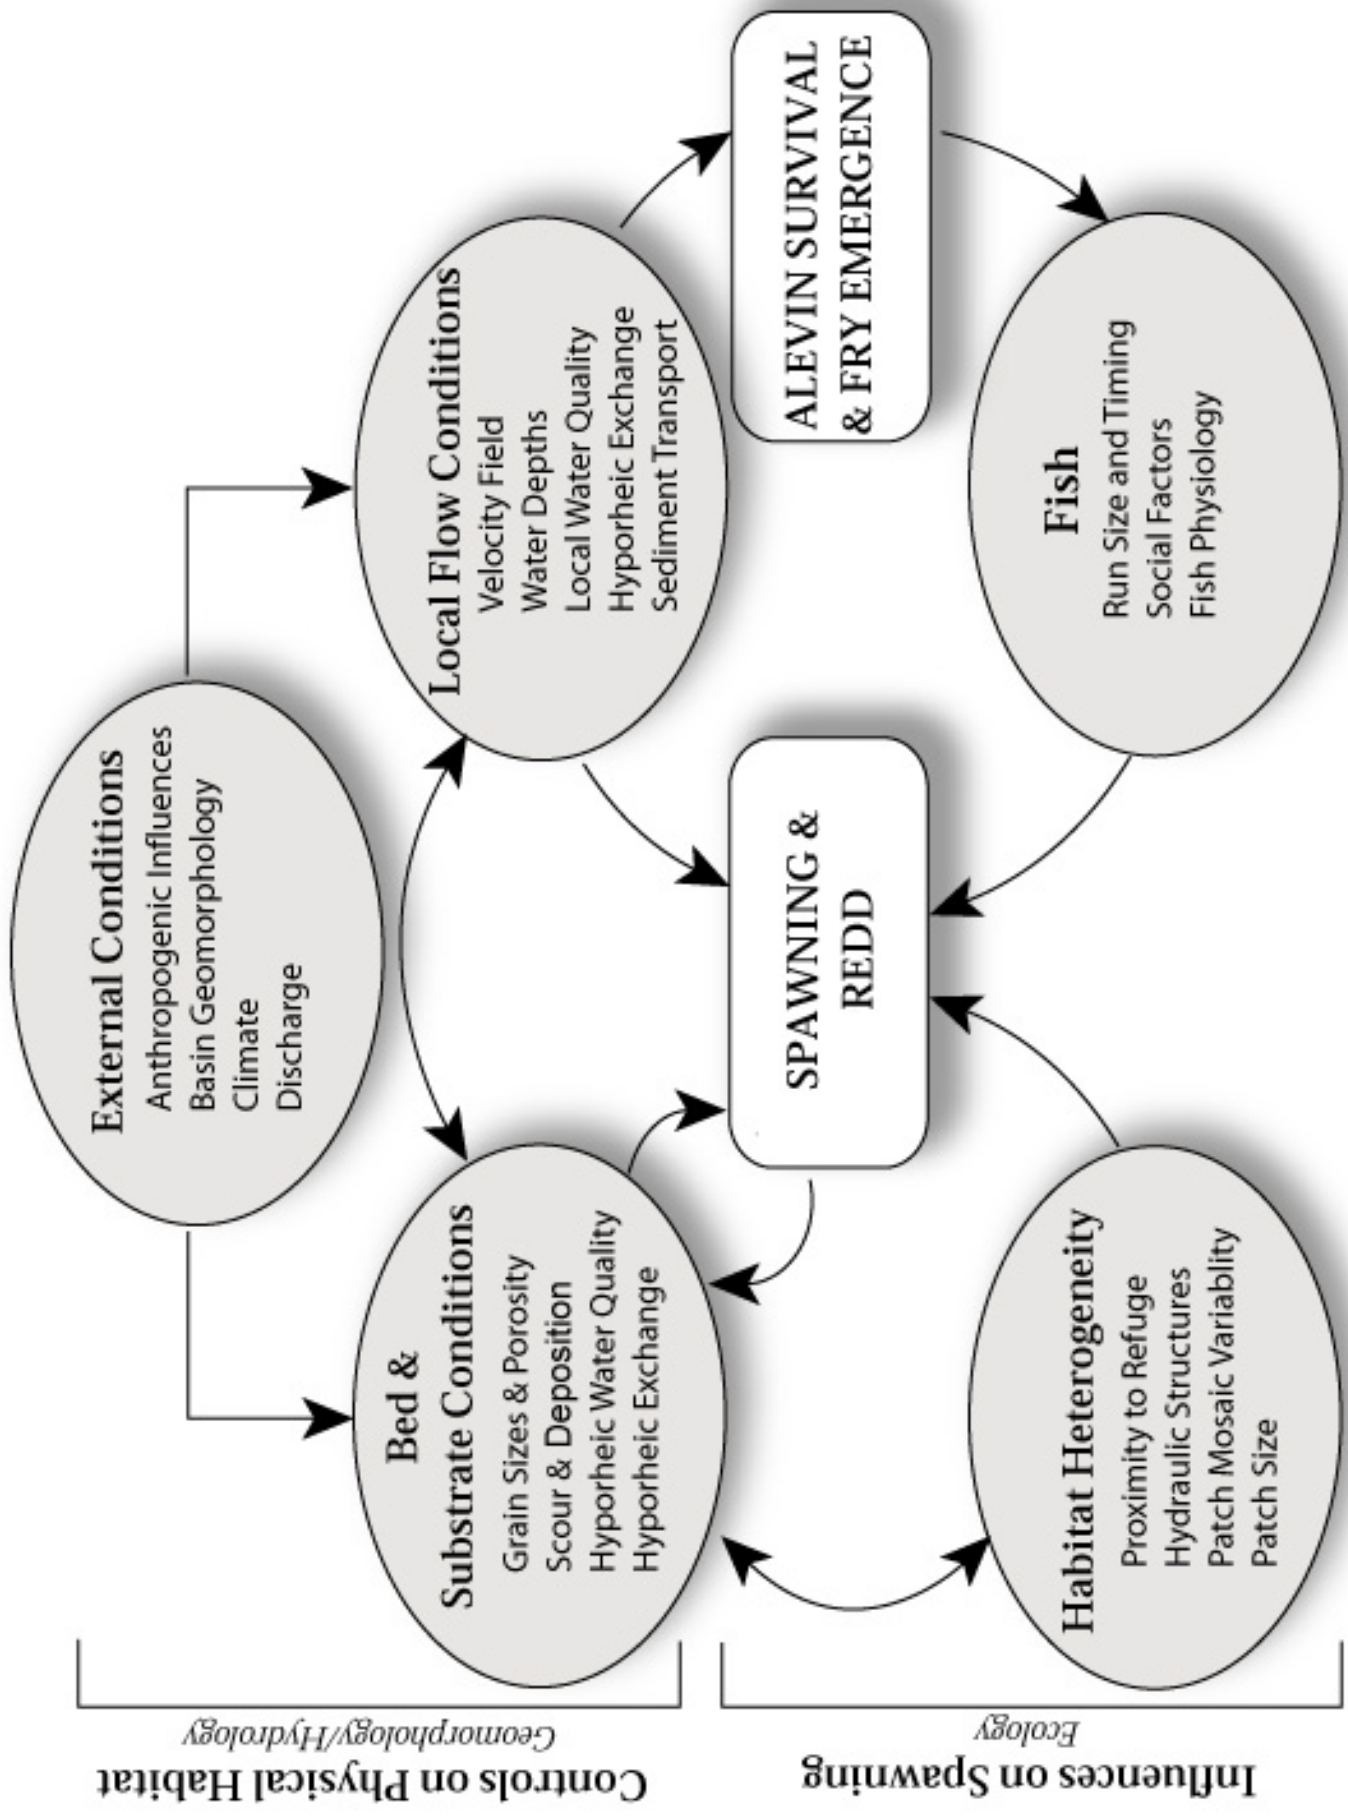 External Conditions
Anthropogenic Influences
Basin Geomorphology
Climate
Discharge
Bed &
Substrate Conditions
Grain Sizes & Porosity
Scour & Deposition
Hyporheic Water Quality
Hyporheic Exchange
Local Flow Conditions
Velocity Field
Water Depths
Local Water Quality
Hyporheic Exchange
Sediment Transport
SPAWNING &
REDD
ALEVIN SURVIVAL
& FRY EMERGENCE
Habitat Heterogeneity
Proximity to Refuge
Hydraulic Structures
Patch Mosaic Variablity
Patch Size
Fish
Run Size and Timing
Social Factors
Fish Physiology
Controls on Physical Habitat
Geomorphology/Hydrology
Influences on Spawning
Ecology